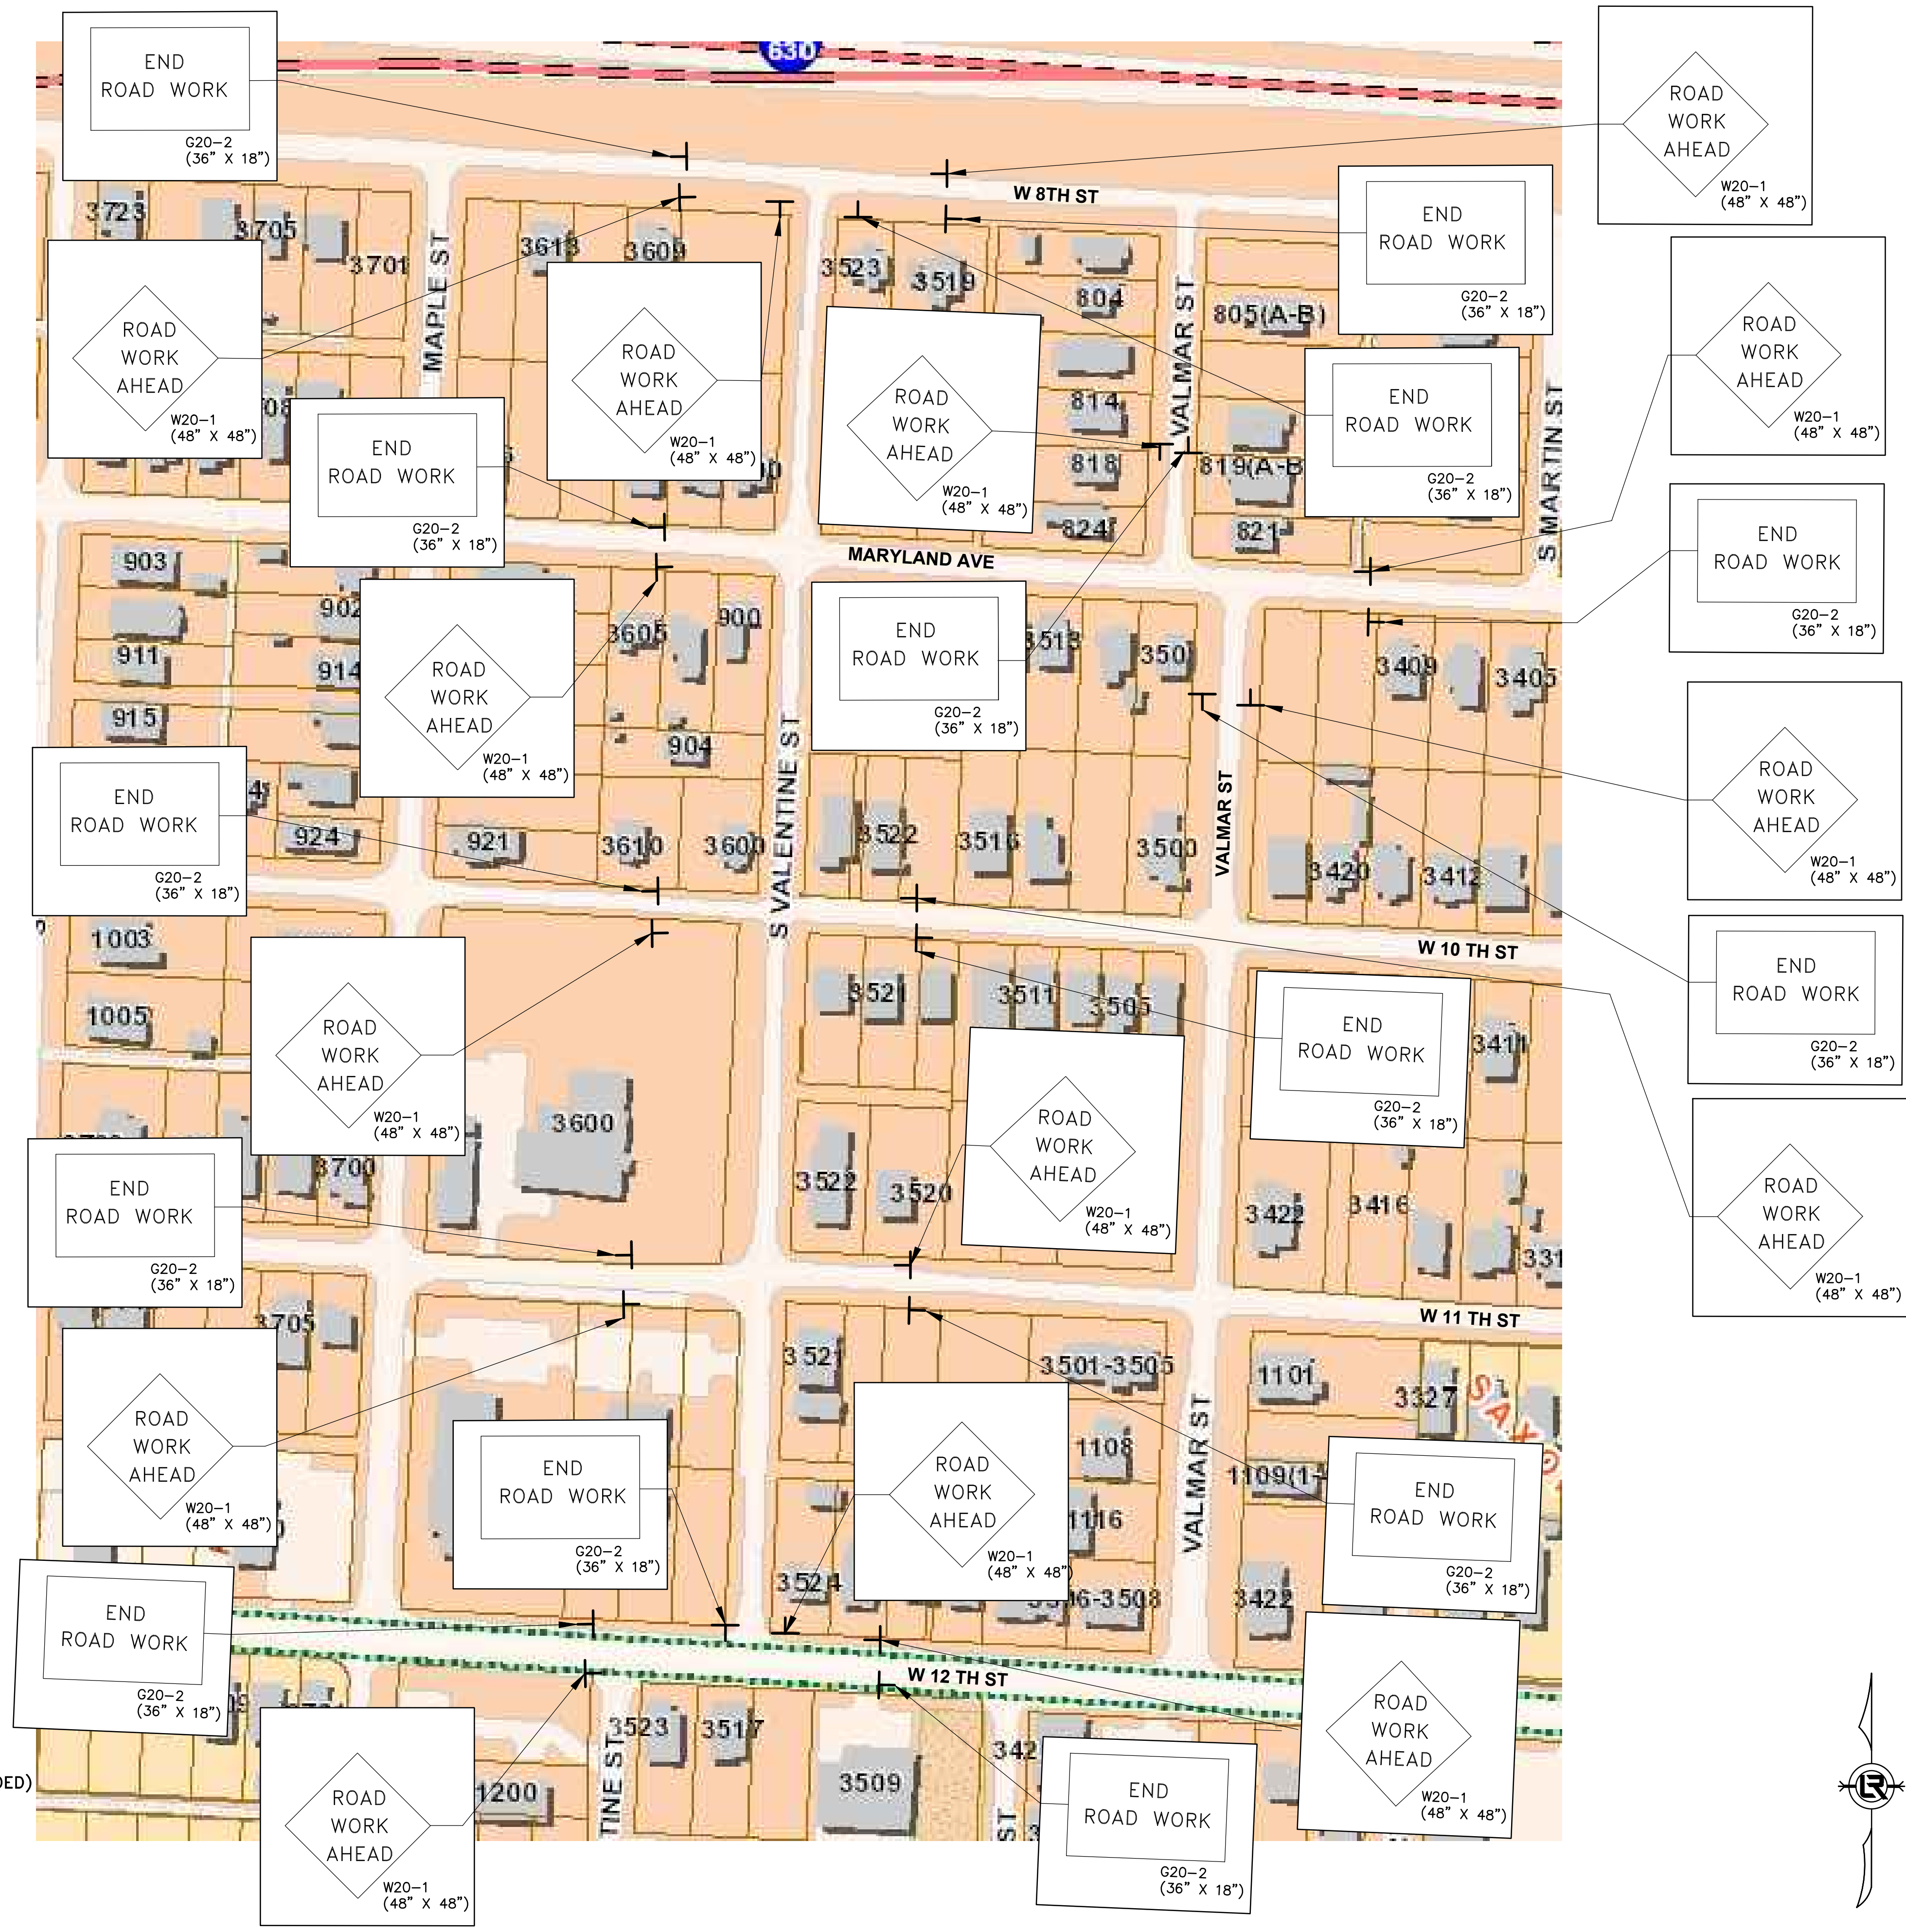 630
END
ROAD WORK
G20-2
(36" X 18")
ROAD
WORK
AHEAD
W20-1
(48" X 48")
W 8TH ST
END
ROAD WORK
G20-2
(36" X 18")
3723
3705
3701
3613
3609
3523
3519
804
805(A-B)
MAPLE ST
VALMAR ST
S MARTIN ST
ROAD
WORK
AHEAD
W20-1
(48" X 48")
ROAD
WORK
AHEAD
W20-1
(48" X 48")
ROAD
WORK
AHEAD
W20-1
(48" X 48")
END
ROAD WORK
G20-2
(36" X 18")
ROAD
WORK
AHEAD
W20-1
(48" X 48")
814
818
819(A-B
824
821
END
ROAD WORK
G20-2
(36" X 18")
MARYLAND AVE
END
ROAD WORK
G20-2
(36" X 18")
903
902
911
914
915
3605
900
904
ROAD
WORK
AHEAD
W20-1
(48" X 48")
END
ROAD WORK
G20-2
(36" X 18")
3513
350
3409
3405
S VALENTINE ST
VALMAR ST
ROAD
WORK
AHEAD
W20-1
(48" X 48")
END
ROAD WORK
G20-2
(36" X 18")
924
921
3610
3600
3522
3516
3500
3420
3412
W 10 TH ST
END
ROAD WORK
G20-2
(36" X 18")
1003
1005
ROAD
WORK
AHEAD
W20-1
(48" X 48")
3521
3511
3505
END
ROAD WORK
G20-2
(36" X 18")
3411
3600
ROAD
WORK
AHEAD
W20-1
(48" X 48")
ROAD
WORK
AHEAD
W20-1
(48" X 48")
3700
3522
3520
3422
3416
331
END
ROAD WORK
G20-2
(36" X 18")
W 11 TH ST
3705
3521
3501-3505
1101
3327
ROAD
WORK
AHEAD
W20-1
(48" X 48")
END
ROAD WORK
G20-2
(36" X 18")
ROAD
WORK
AHEAD
W20-1
(48" X 48")
1108
1109(1-
1116
VALMAR ST
END
ROAD WORK
G20-2
(36" X 18")
3524
3422
END
ROAD WORK
G20-2
(36" X 18")
W 12 TH ST
ROAD
WORK
AHEAD
W20-1
(48" X 48")
3523
3517
342
3509
1200
TINE ST
ST
DED)
ROAD
WORK
AHEAD
W20-1
(48" X 48")
END
ROAD WORK
G20-2
(36" X 18")
LR